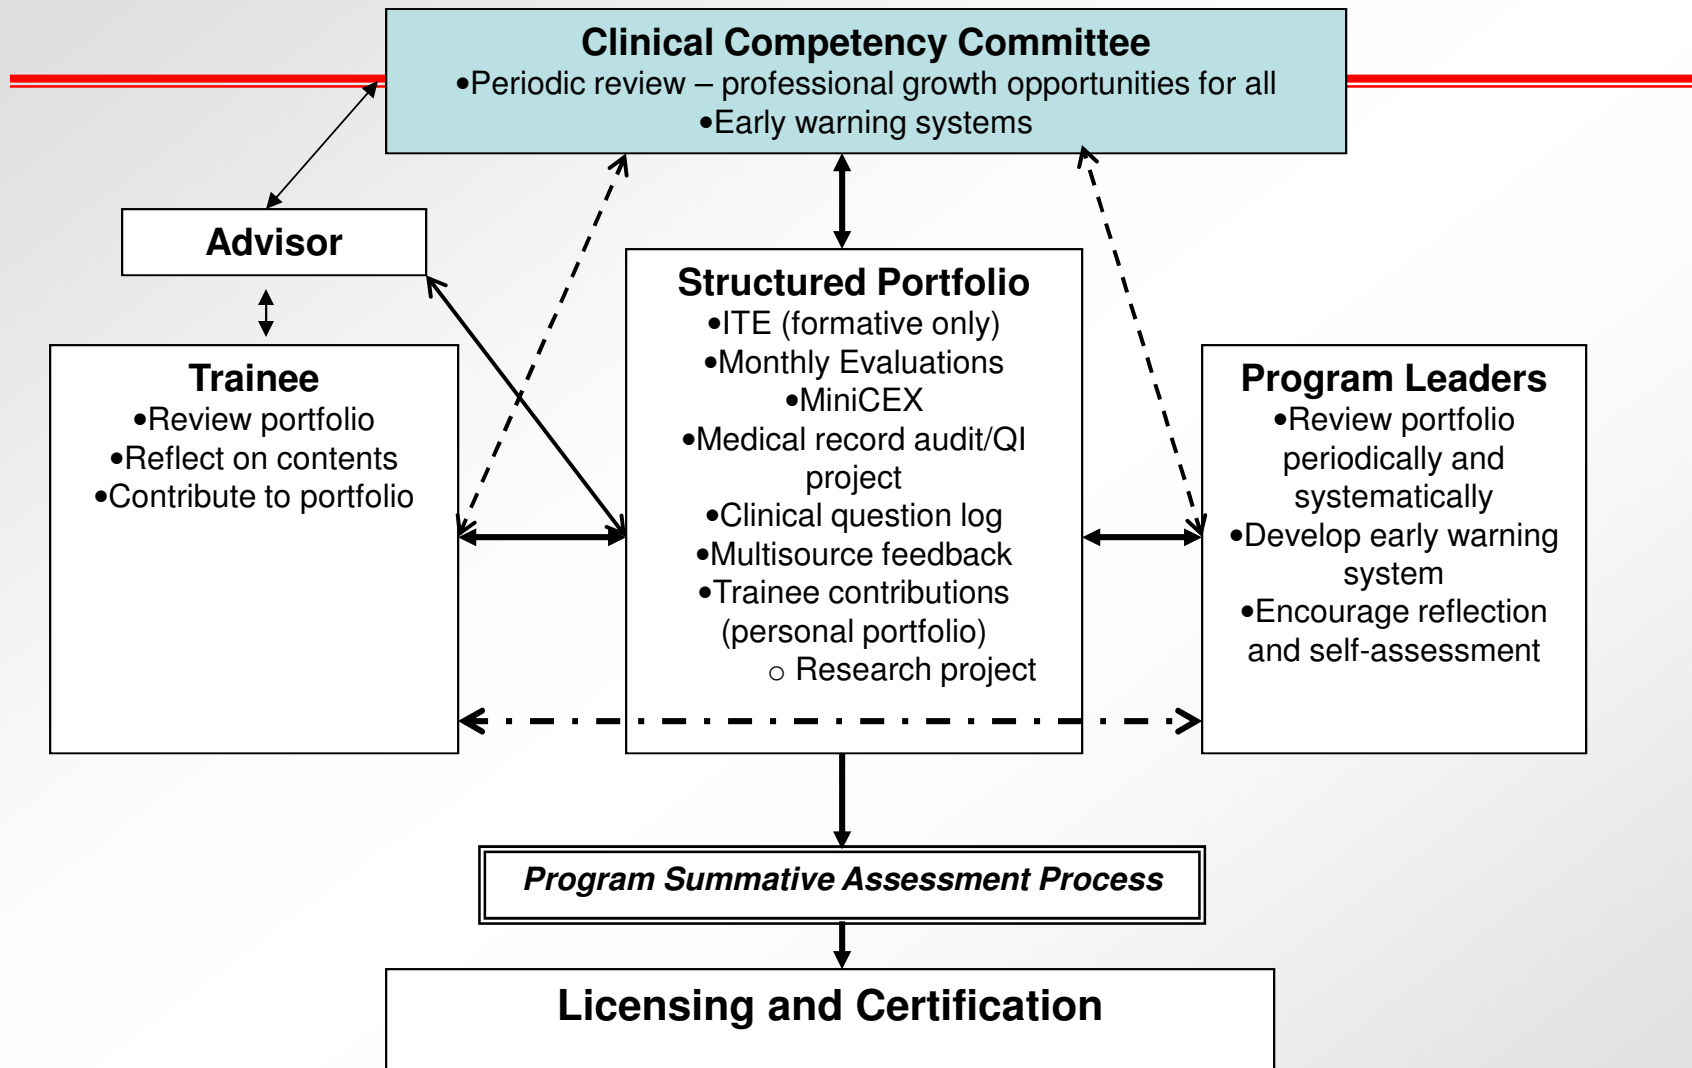 Clinical Competency Committee
•Periodic review – professional growth opportunities for all
•Early warning systems
Advisor
Trainee
•Review portfolio
•Reflect on contents
•Contribute to portfolio
Structured Portfolio
•ITE (formative only)
•Monthly Evaluations
•MiniCEX
•Medical record audit/QI
project
•Clinical question log
•Multisource feedback
•Trainee contributions
(personal portfolio)
○ Research project
Program Leaders
•Review portfolio
periodically and
systematically
•Develop early warning
system
•Encourage reflection
and self-assessment
Program Summative Assessment Process
Licensing and Certification